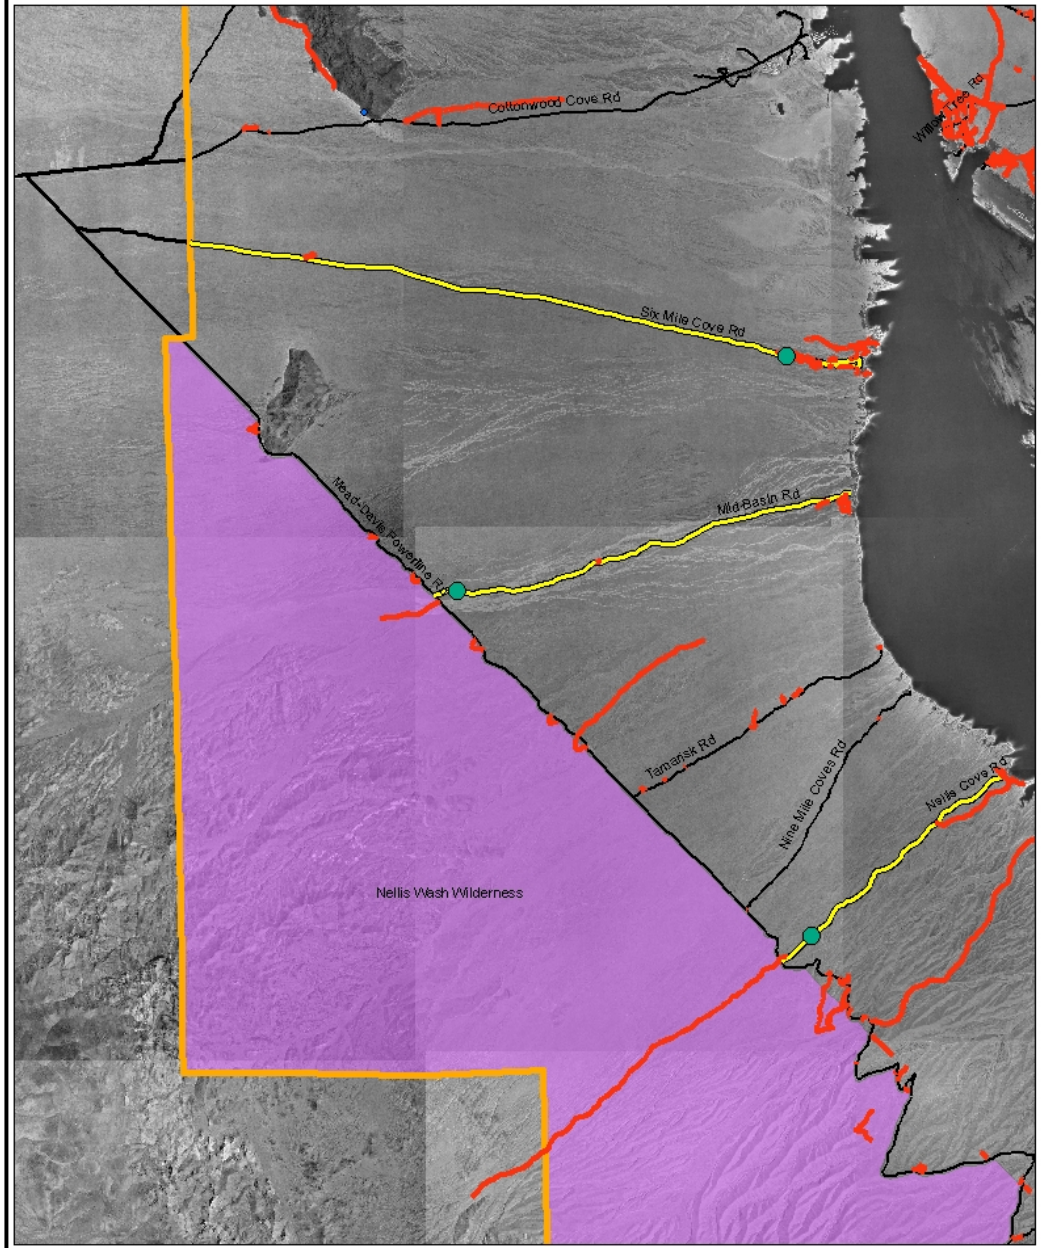 Cottonwood Cove Rd
Willow Tree Rd
Six Mile Cove Rd
Mid Basin Rd
Mead-Davis Powerline Rd
Tamarisk Rd
Nine Mile Coves Rd
Nellis Cove Rd
Nellis Wash Wilderness